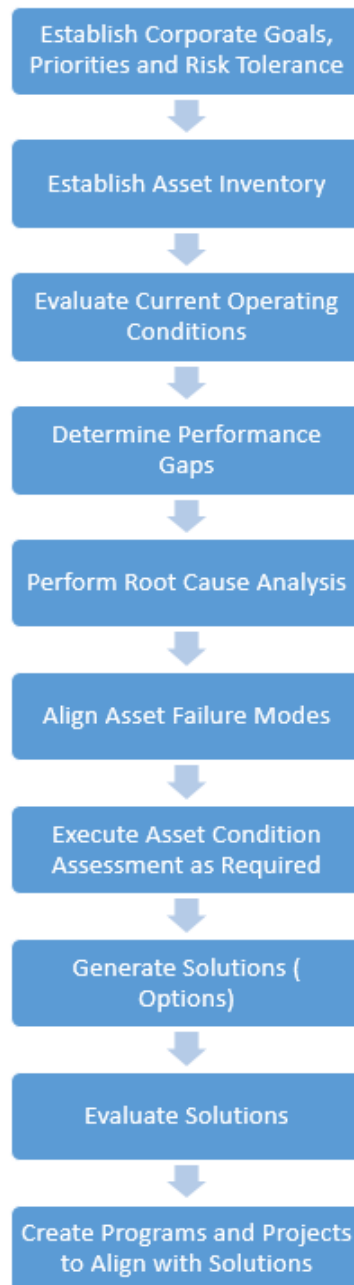 Establish Corporate Goals,
Priorities and Risk Tolerance
Establish Asset Inventory
Evaluate Current Operating
Conditions
Determine Performance
Gaps
Perform Root Cause Analysis
Align Asset Failure Modes
Execute Asset Condition
Assessment as Required
Generate Solutions (
Options)
Evaluate Solutions
Create Programs and Projects
to Align with Solutions